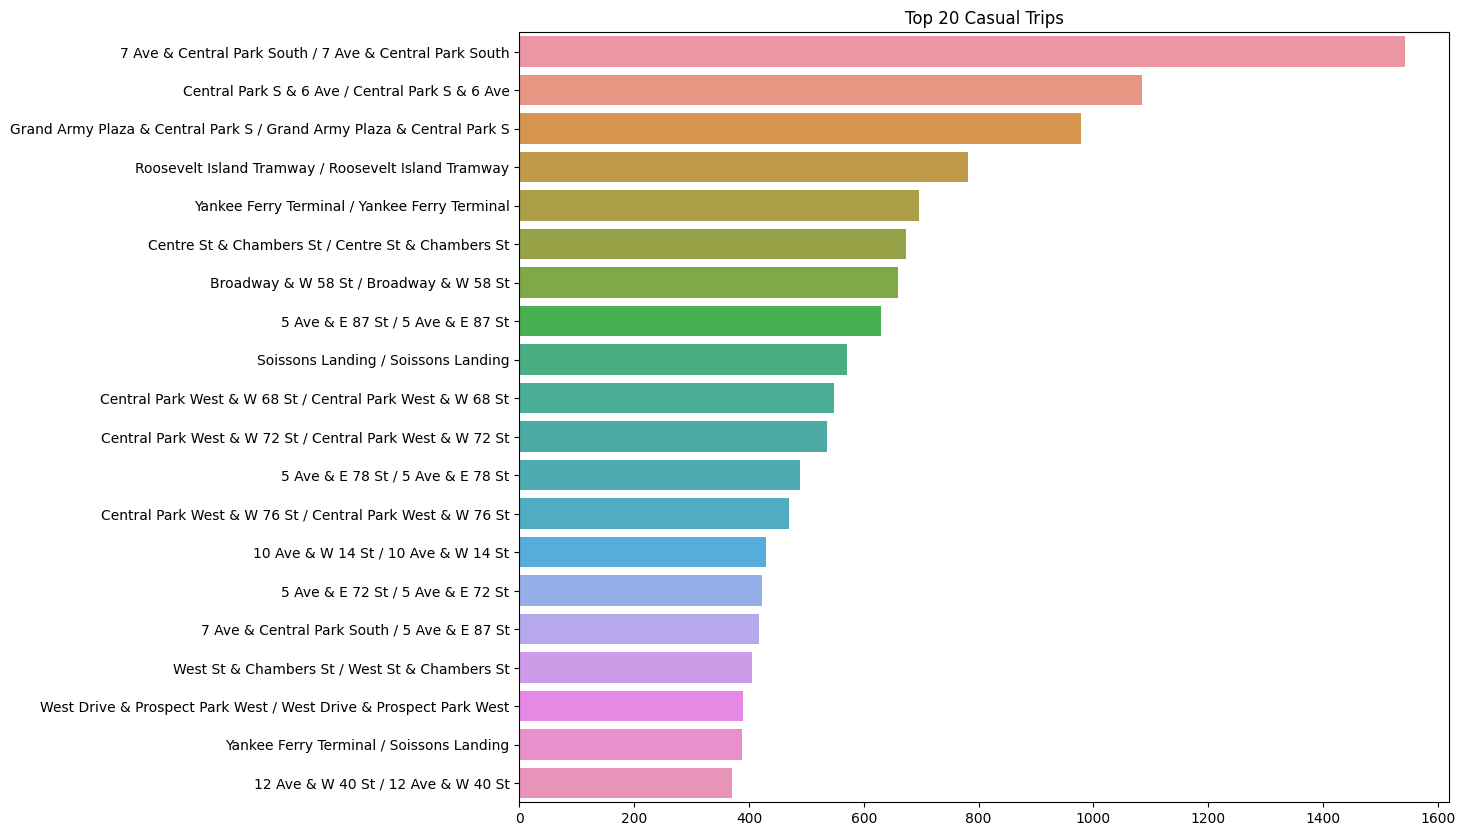 Top 20 Casual Trips
7 Ave & Central Park South / 7 Ave & Central Park South
Central Park S & 6 Ave / Central Park S & 6 Ave
Grand Army Plaza & Central Park S / Grand Army Plaza & Central Park S
Roosevelt Island Tramway / Roosevelt Island Tramway
Yankee Ferry Terminal / Yankee Ferry Terminal
Centre St & Chambers St / Centre St & Chambers St
Broadway & W 58 St / Broadway & W 58 St
5 Ave & E 87 St / 5 Ave & E 87 St
Soissons Landing / Soissons Landing
Central Park West & W 68 St / Central Park West & W 68 St
Central Park West & W 72 St / Central Park West & W 72 St
5 Ave & E 78 St / 5 Ave & E 78 St
Central Park West & W 76 St / Central Park West & W 76 St
10 Ave & W 14 St / 10 Ave & W 14 St
5 Ave & E 72 St / 5 Ave & E 72 St
7 Ave & Central Park South / 5 Ave & E 87 St
West St & Chambers St / West St & Chambers St
West Drive & Prospect Park West / West Drive & Prospect Park West
Yankee Ferry Terminal / Soissons Landing
12 Ave & W 40 St / 12 Ave & W 40 St
0 200 400 600 800 1000 1200 1400 1600